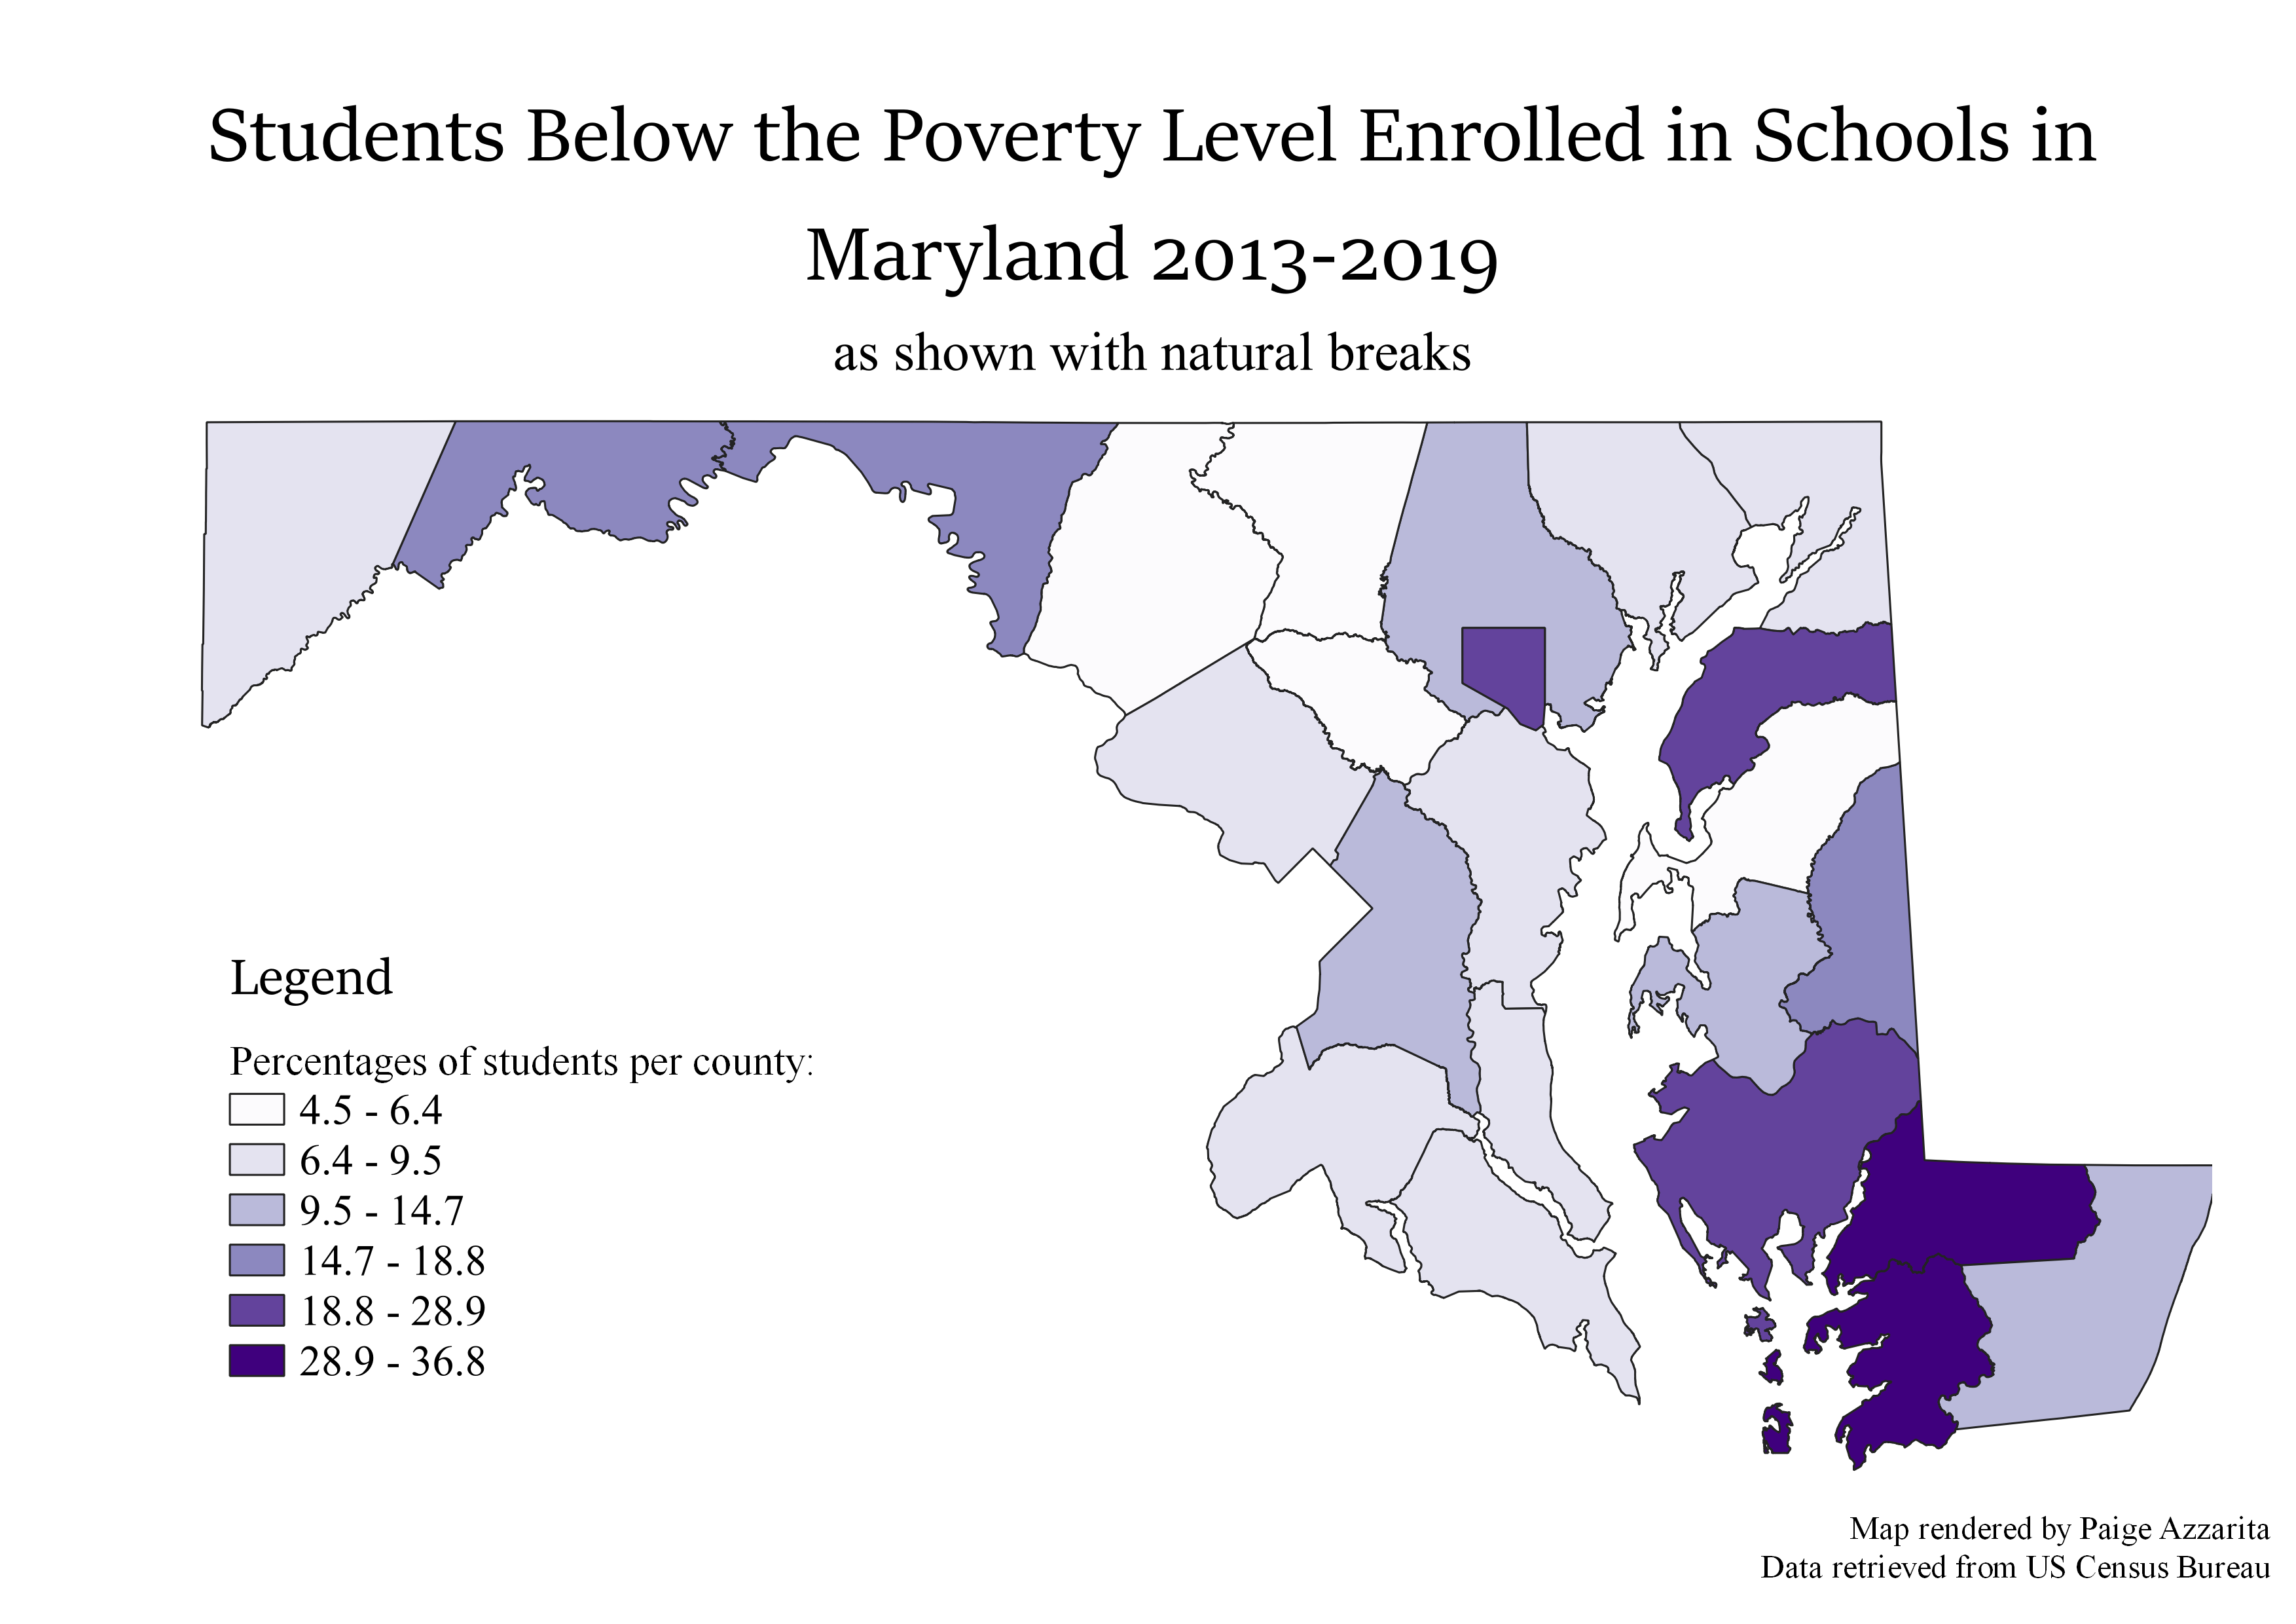 Students Below the Poverty Level Enrolled in Schools in
Maryland 2013-2019
as shown with natural breaks
Legend
Percentages of students per county:
4.5 - 6.4
6.4 - 9.5
9.5 - 14.7
14.7 - 18.8
18.8 - 28.9
28.9 - 36.8
Map rendered by Paige Azzarita
Data retrieved from US Census Bureau